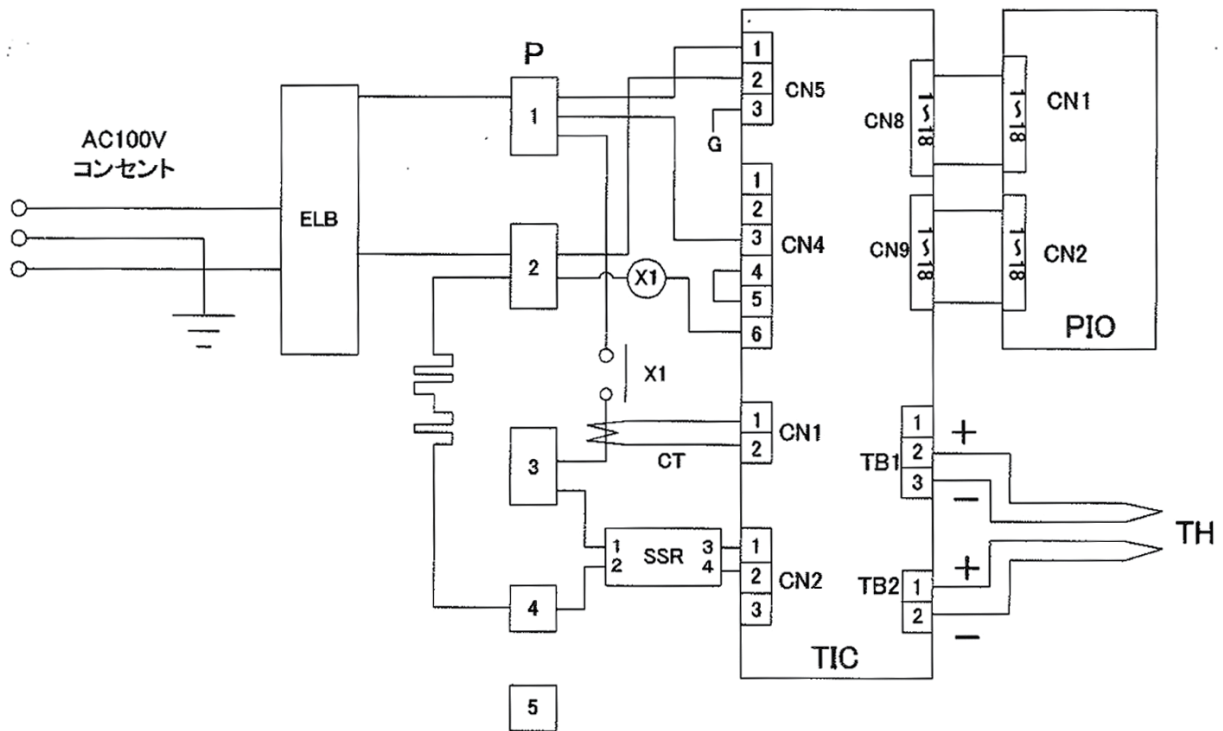 AC100V
コンセント
ELB
P
1
2
3
4
5
X1
X1
CT
SSR
1
2
3
4
1
2
3
CN5
G
1
2
3
4
5
6
CN4
1
2
CN1
1
2
3
CN2
TIC
CN8
1~18
1~18
CN1
CN9
1~18
1~18
CN2
PIO
1
2
3
TB1
+
−
TH
1
2
TB2
+
−